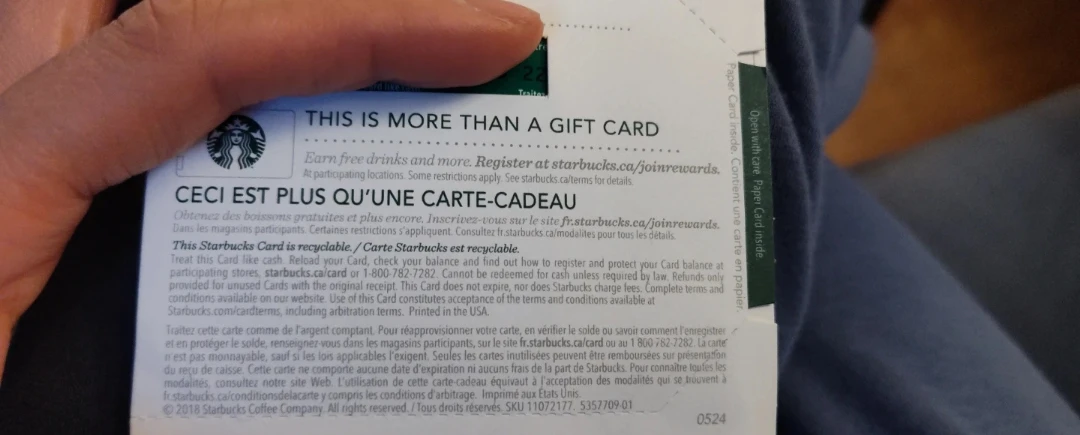 22
Traitez
THIS IS MORE THAN A GIFT CARD
Earn free drinks and more. Register at starbucks.ca/joinrewards.
At participating locations. Some restrictions apply. See starbucks.ca/terms for details.
CECI EST PLUS QU'UNE CARTE-CADEAU
Obtenez des boissons gratuites et plus encore. Inscrivez-vous sur le site fr.starbucks.ca/joinrewards.
Dans les magasins participants. Certaines restrictions s'appliquent. Consultez fr.starbucks.ca/modalites pour tous les détails.
This Starbucks Card is recyclable. / Carte Starbucks est recyclable.
Treat this Card like cash. Reload your Card, check your balance and find out how to register and protect your Card balance at
participating stores, starbucks.ca/card or 1-800-782-7282. Cannot be redeemed for cash unless required by law. Refunds only
provided for unused Cards with the original receipt. This Card does not expire, nor does Starbucks charge fees. Complete terms and
conditions available on our website. Use of this Card constitutes acceptance of the terms and conditions available at
Starbucks.com/cardterms, including arbitration terms. Printed in the USA.
Traitez cette carte comme de l'argent comptant. Pour réapprovisionner votre carte, en vérifier le solde ou savoir comment l'enregistrer
et en protéger le solde, renseignez-vous dans les magasins participants, sur le site fr.starbucks.ca/card ou au 1 800 782-7282. La carte
n'est pas monnayable, sauf si les lois applicables l'exigent. Seules les cartes inutilisées peuvent être remboursées sur présentation
du reçu de caisse. Cette carte ne comporte aucune date d'expiration ni aucuns frais de la part de Starbucks. Pour connaître toutes les
modalités, consultez notre site Web. L'utilisation de cette carte-cadeau équivaut à l'acceptation des modalités qui se trouvent à
fr.starbucks.ca/conditionsdelacarte y compris les conditions d'arbitrage. Imprimé aux États Unis.
© 2018 Starbucks Coffee Company. All rights reserved. / Tous droits réservés. SKU 11072177. 5357709-01
0524
Paper Card inside. Contient une carte en papier.
Open with care. Paper Card inside.